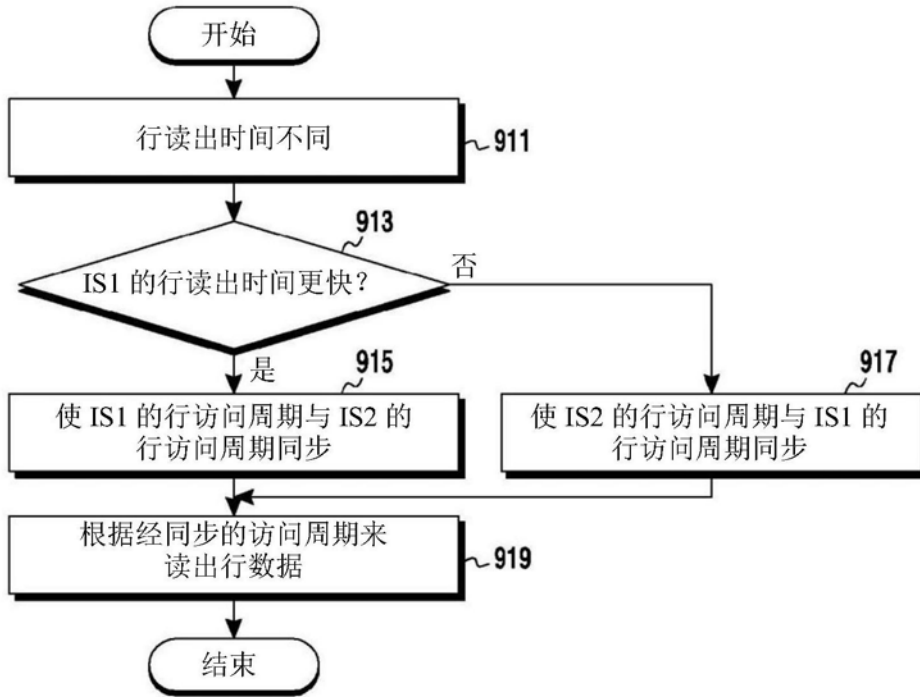 开始
行读出时间不同
911
913
IS1 的行读出时间更快?
否
是
915
使 IS1 的行访问周期与 IS2 的
行访问周期同步
917
使 IS2 的行访问周期与 IS1 的
行访问周期同步
根据经同步的访问周期来
读出行数据
919
结束